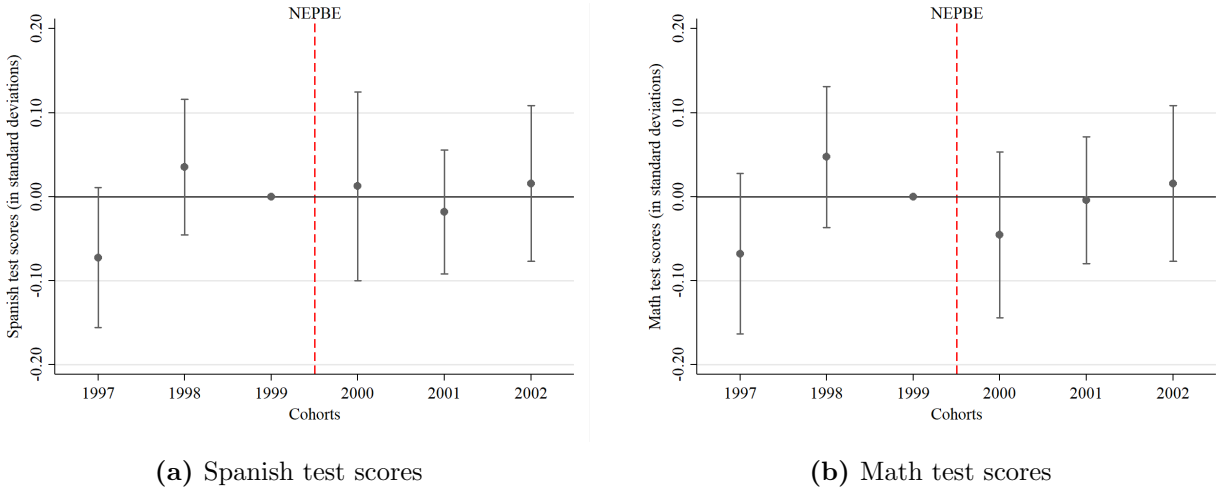 NEPBE
Spanish test scores (in standard deviations)
0.20
0.10
0.00
-0.10
-0.20
1997 1998 1999 2000 2001 2002
Cohorts
(a) Spanish test scores
NEPBE
Math test scores (in standard deviations)
0.20
0.10
0.00
-0.10
-0.20
1997 1998 1999 2000 2001 2002
Cohorts
(b) Math test scores